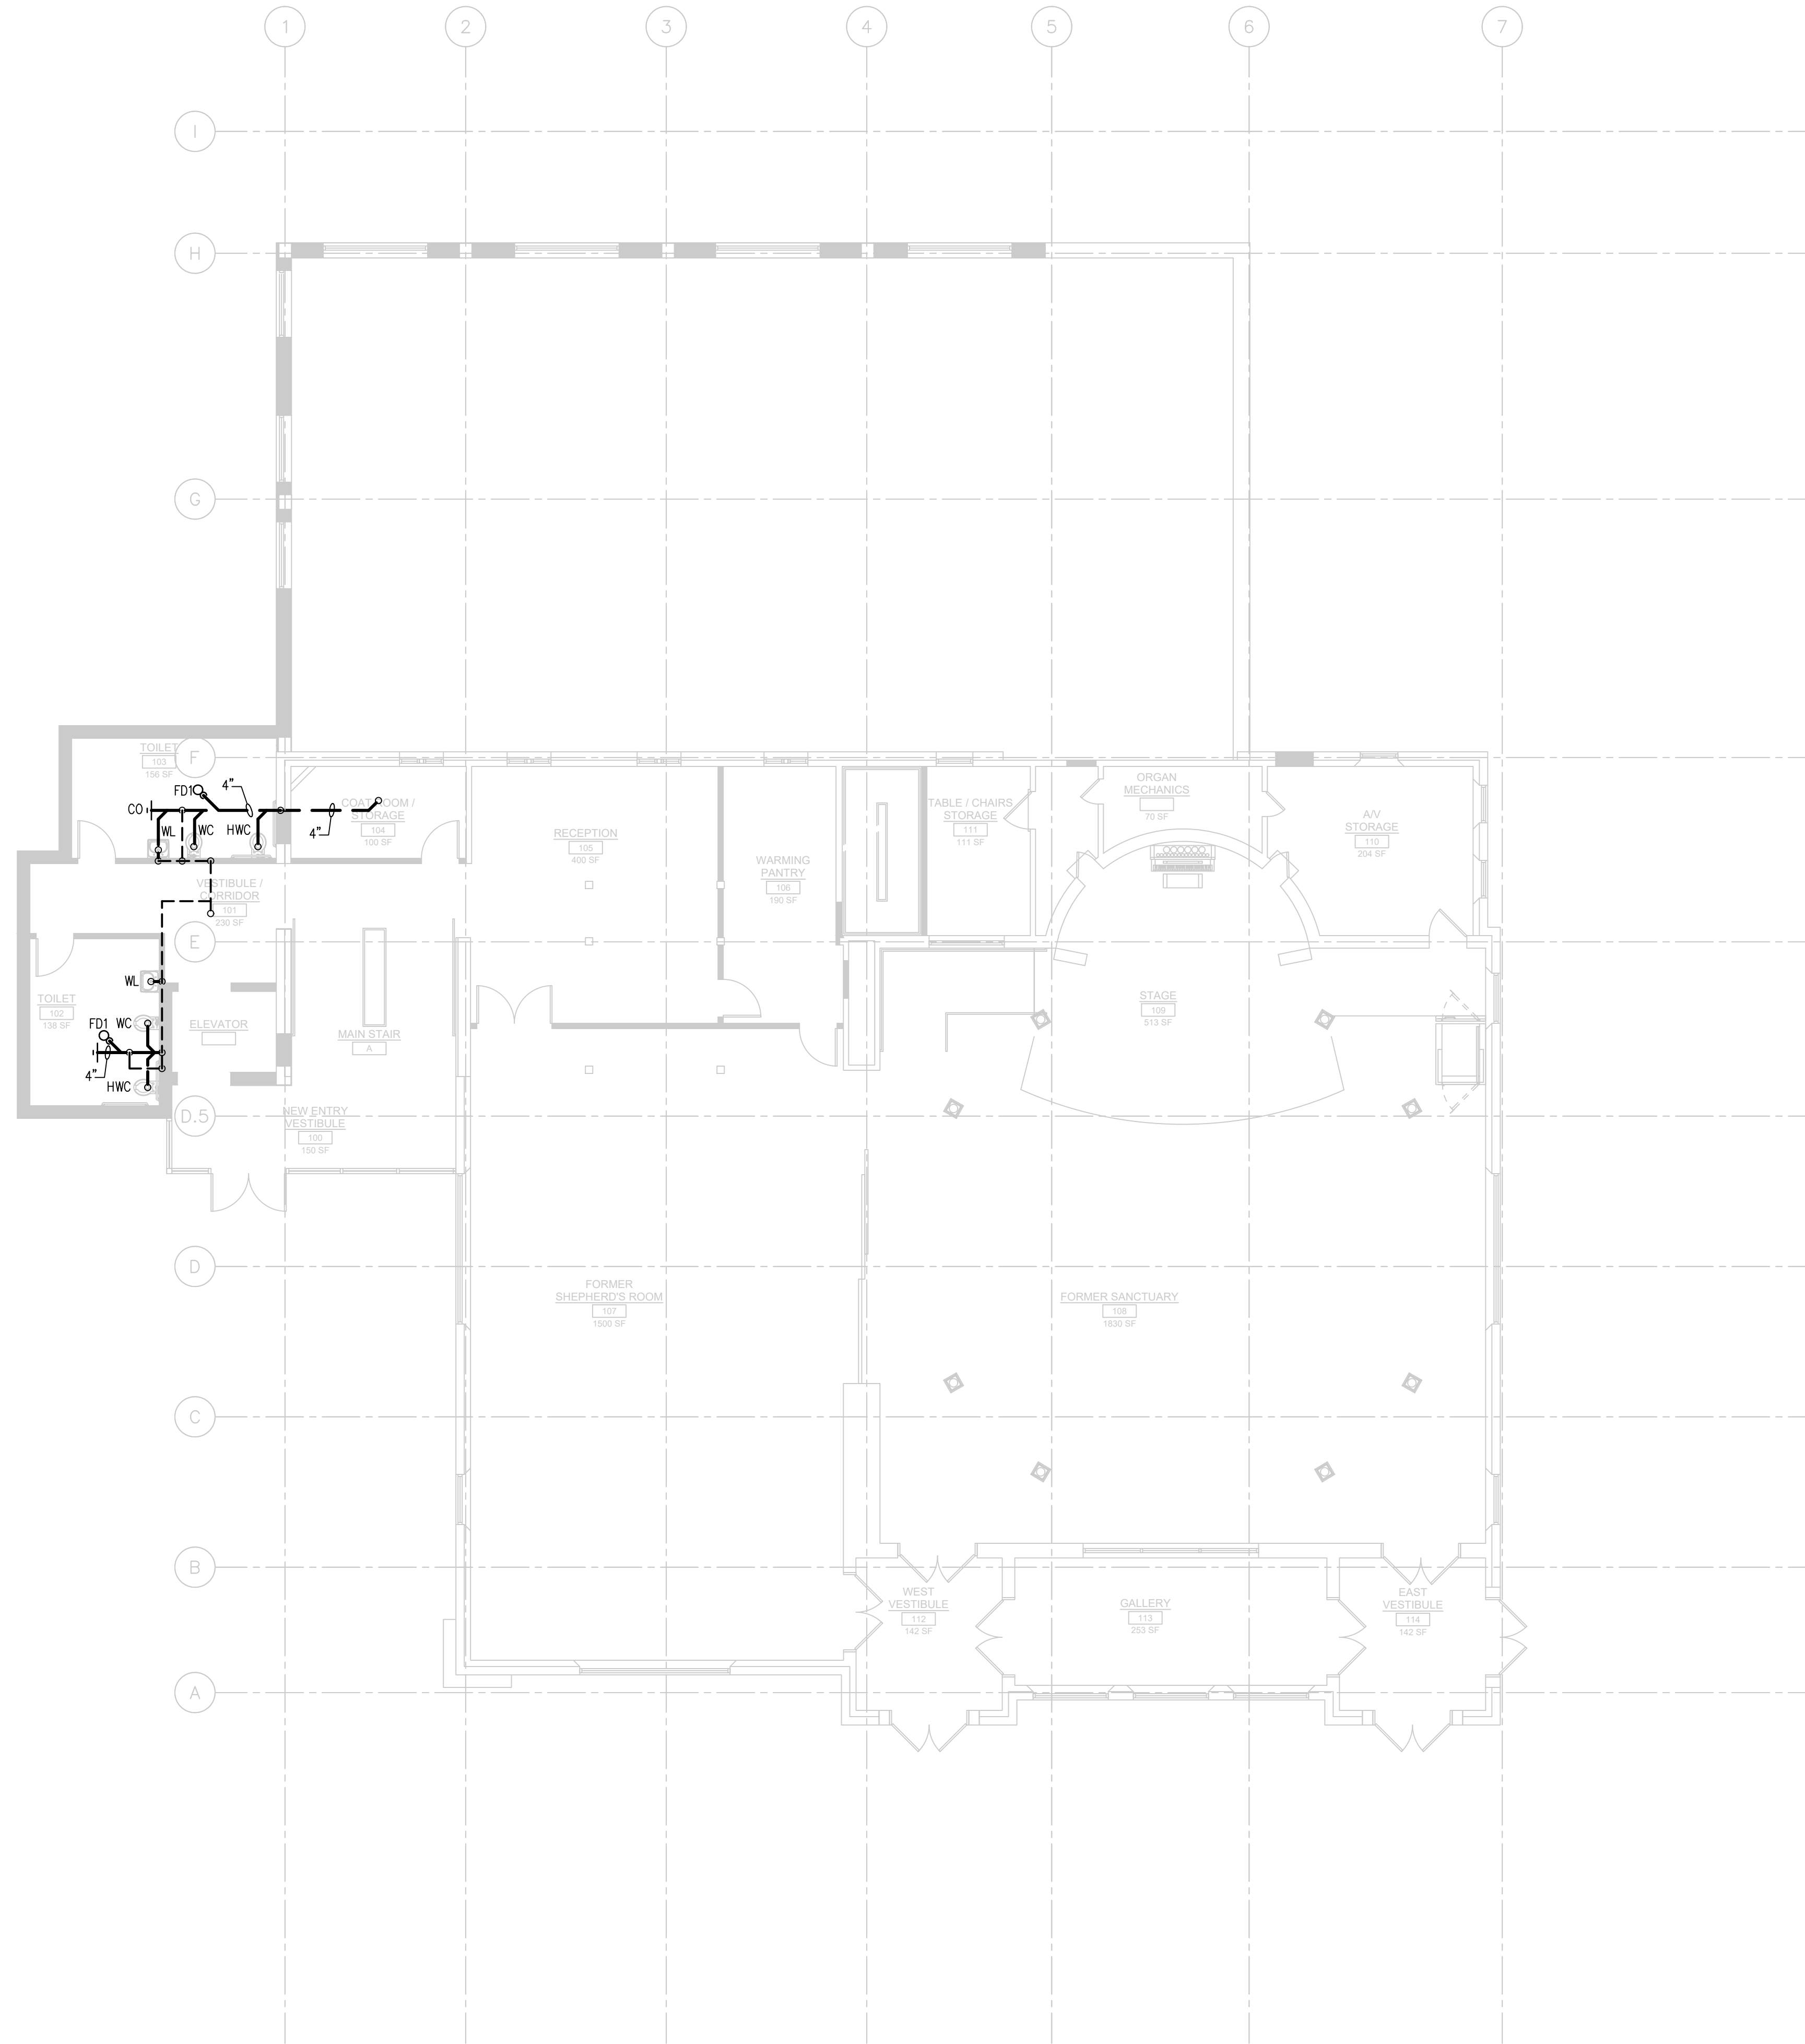 1
2
3
4
5
6
7
I
H
G
F
TOILET
103
156 SF
FD1
4"
CO
WL
WC
HWC
4"
COAT ROOM /
STORAGE
104
100 SF
RECEPTION
105
400 SF
WARMING
PANTRY
106
190 SF
TABLE / CHAIRS
STORAGE
111
111 SF
ORGAN
MECHANICS
70 SF
A/V
STORAGE
110
204 SF
VESTIBULE /
CORRIDOR
101
230 SF
E
WL
TOILET
102
138 SF
FD1
WC
4"
HWC
ELEVATOR
MAIN STAIR
A
STAGE
109
513 SF
D.5
NEW ENTRY
VESTIBULE
100
150 SF
D
FORMER
SHEPHERD'S ROOM
107
1500 SF
FORMER SANCTUARY
108
1830 SF
C
B
WEST
VESTIBULE
112
142 SF
GALLERY
113
253 SF
EAST
VESTIBULE
114
142 SF
A